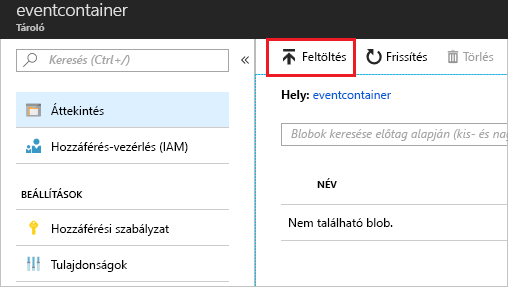 eventcontainer
Tároló
Keresés (Ctrl+/)
«
Áttekintés
Hozzáférés-vezérlés (IAM)
BEÁLLÍTÁSOK
Hozzáférési szabályzat
Tulajdonságok
Feltöltés
Frissítés
Törlés
Hely: eventcontainer
Blobok keresése előtag alapján (kis- és
NÉV
Nem található blob.